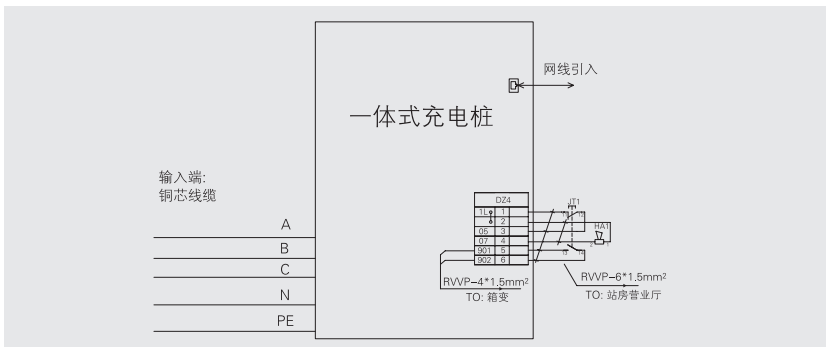 网线引入
一体式充电桩
输入端:
铜芯线缆
A
B
C
N
PE
DZ4
1L 1
2
05 3
07 4
901 5
902 6
JT1
HA1
RVVP-4*1.5mm²
TO: 箱变
RVVP-6*1.5mm²
TO: 站房营业厅